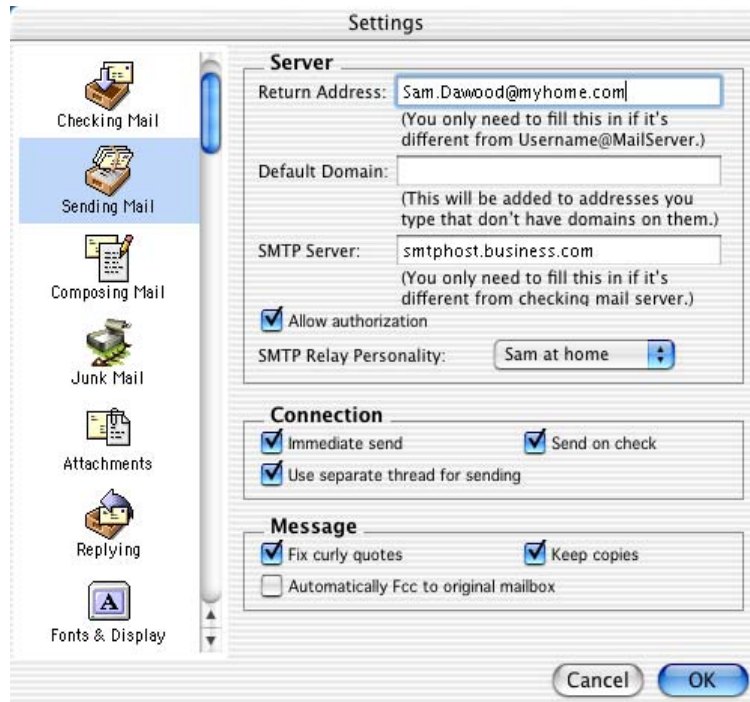 Settings
Checking Mail
Sending Mail
Composing Mail
Junk Mail
Attachments
Replying
Fonts & Display
Server
Return Address: Sam.Dawood@myhome.com
(You only need to fill this in if it's
different from Username@MailServer.)
Default Domain:
(This will be added to addresses you
type that don't have domains on them.)
SMTP Server: smtphost.business.com
(You only need to fill this in if it's
different from checking mail server.)
Allow authorization
SMTP Relay Personality: Sam at home
Connection
Immediate send Send on check
Use separate thread for sending
Message
Fix curly quotes Keep copies
Automatically Fcc to original mailbox
Cancel OK